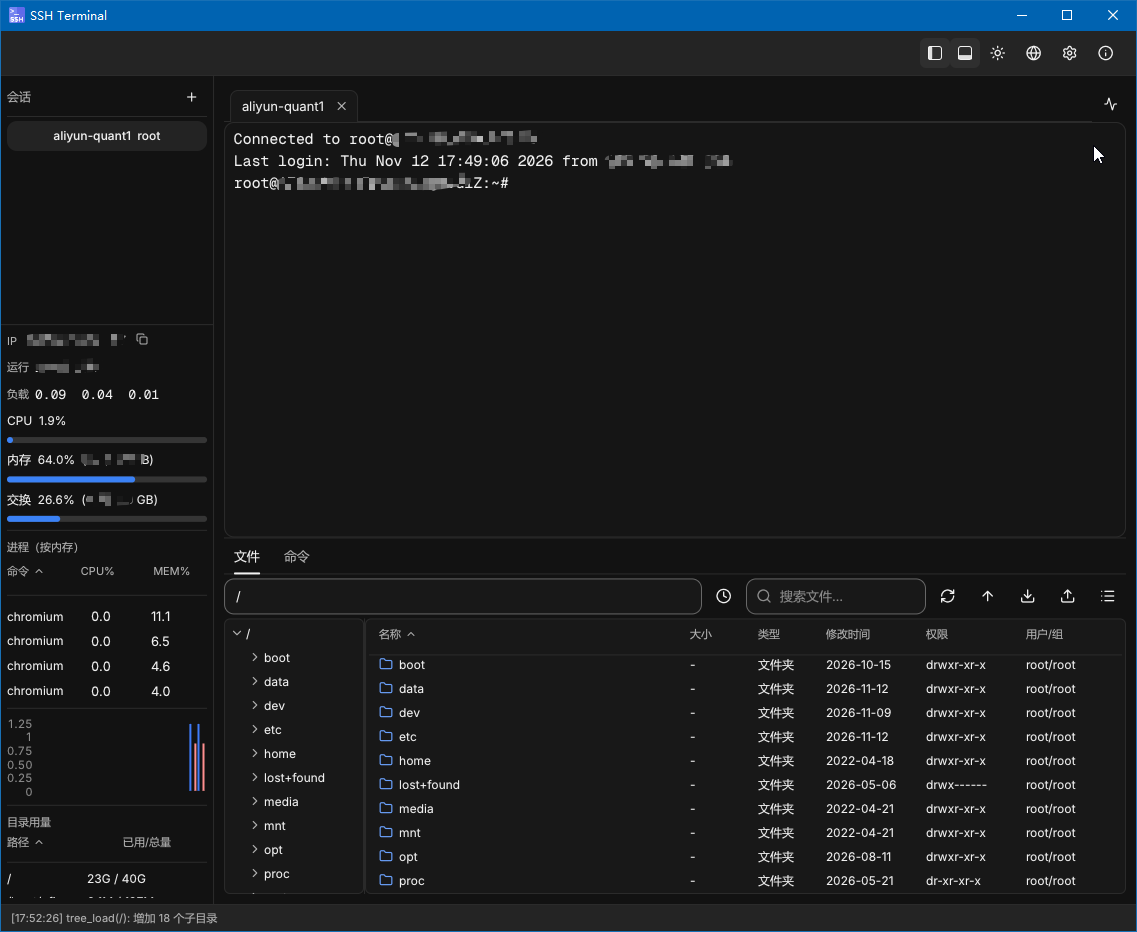 SSH Terminal
会话 +
aliyun-quant1 root
aliyun-quant1
Connected to root@
Last login: Thu Nov 12 17:49:06 2026 from
root@ iZ:~#
IP
运行
负载 0.09 0.04 0.01
CPU 1.9%
内存 64.0% B)
交换 26.6% ( GB)
进程（按内存）
命令 CPU% MEM%
chromium 0.0 11.1
chromium 0.0 6.5
chromium 0.0 4.6
chromium 0.0 4.0
1.25
1
0.75
0.50
0.25
0
目录用量
路径 已用/总量
/ 23G / 40G
文件 命令
/
搜索文件...
/
boot
data
dev
etc
home
lost+found
media
mnt
opt
proc
名称 大小 类型 修改时间 权限 用户/组
boot - 文件夹 2026-10-15 drwxr-xr-x root/root
data - 文件夹 2026-11-12 drwxr-xr-x root/root
dev - 文件夹 2026-11-09 drwxr-xr-x root/root
etc - 文件夹 2026-11-12 drwxr-xr-x root/root
home - 文件夹 2022-04-18 drwxr-xr-x root/root
lost+found - 文件夹 2026-05-06 drwx------ root/root
media - 文件夹 2022-04-21 drwxr-xr-x root/root
mnt - 文件夹 2022-04-21 drwxr-xr-x root/root
opt - 文件夹 2026-08-11 drwxr-xr-x root/root
proc - 文件夹 2026-05-21 dr-xr-xr-x root/root
[17:52:26] tree_load(/): 增加 18 个子目录